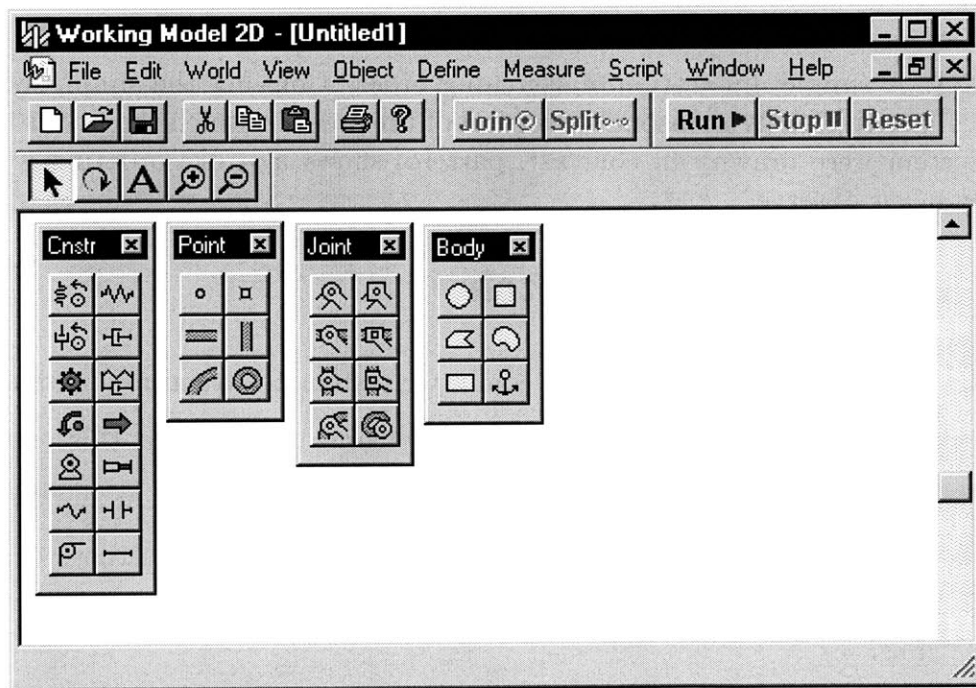 Working Model 2D - [Untitled1]
File Edit World View Object Define Measure Script Window Help
Join Split Run Stop Reset
A
Cnstr Point Joint Body